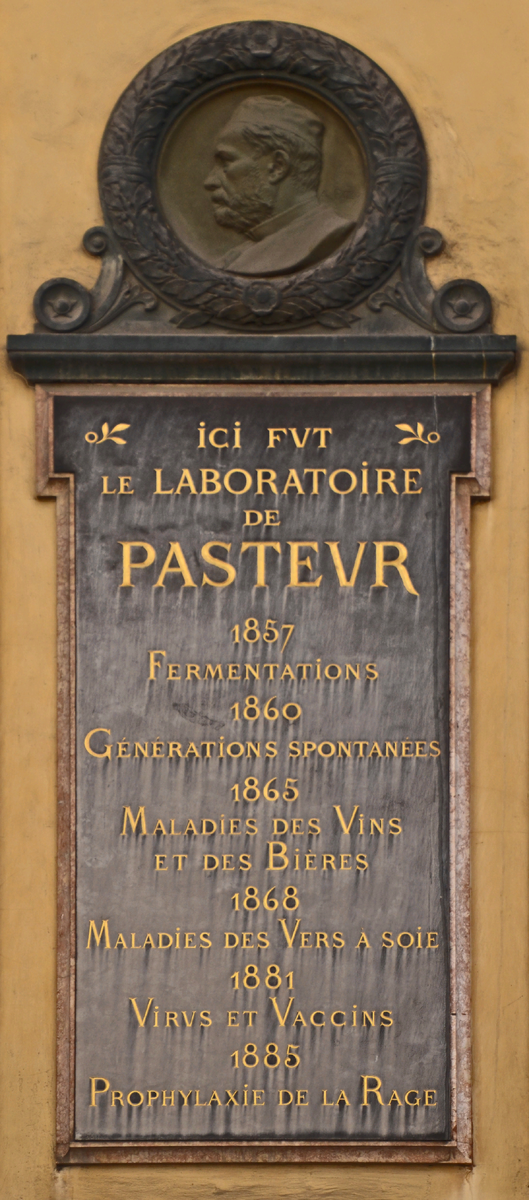 ici FVT
LE LABORATOiRE
DE
PASTEVR
1857
FERMENTATiONS
1860
GÉNÉRATiONS SPONTANÉES
1865
MALADiES DES ViNS
ET DES BiÈRES
1868
MALADiES DES VERS À SOiE
1881
ViRVS ET VACCiNS
1885
PROPHYLAXiE DE LA RAGE